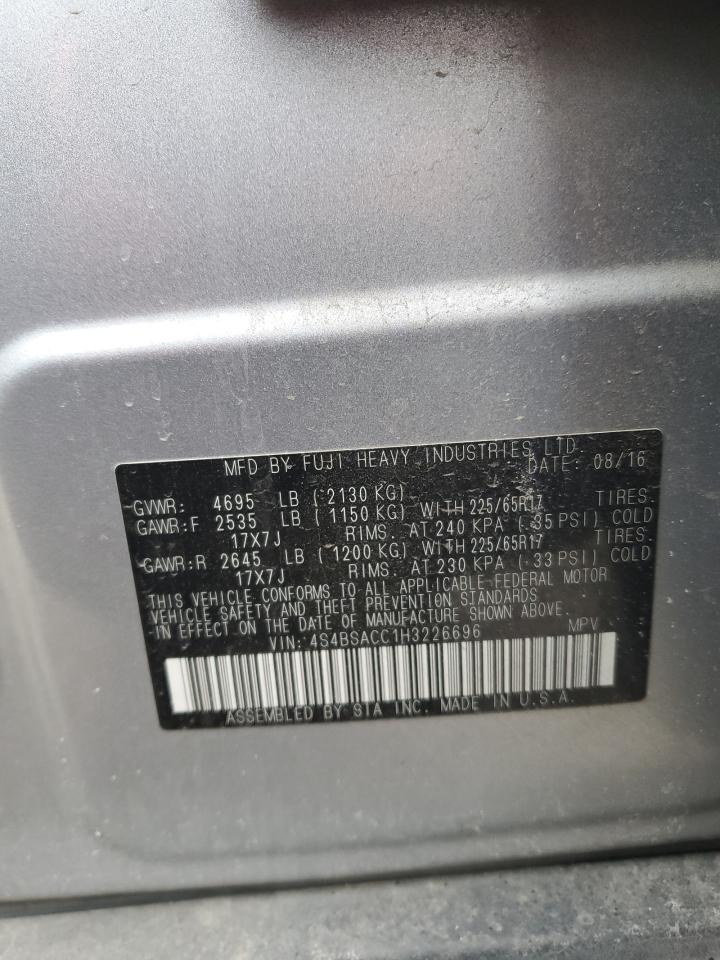 MFD BY FUJI HEAVY INDUSTRIES LTD.
DATE: 08/16
GVWR: 4695 LB ( 2130 KG)
GAWR:F 2535 LB ( 1150 KG) WITH 225/65R17 TIRES.
17X7J RIMS. AT 240 KPA ( 35 PSI) COLD
GAWR:R 2645 LB ( 1200 KG) WITH 225/65R17 TIRES.
17X7J RIMS. AT 230 KPA ( 33 PSI) COLD
THIS VEHICLE CONFORMS TO ALL APPLICABLE FEDERAL MOTOR
VEHICLE SAFETY AND THEFT PREVENTION STANDARDS
IN EFFECT ON THE DATE OF MANUFACTURE SHOWN ABOVE.
VIN: 4S4BSACC1H3226696 MPV
ASSEMBLED BY SIA INC. MADE IN U.S.A.